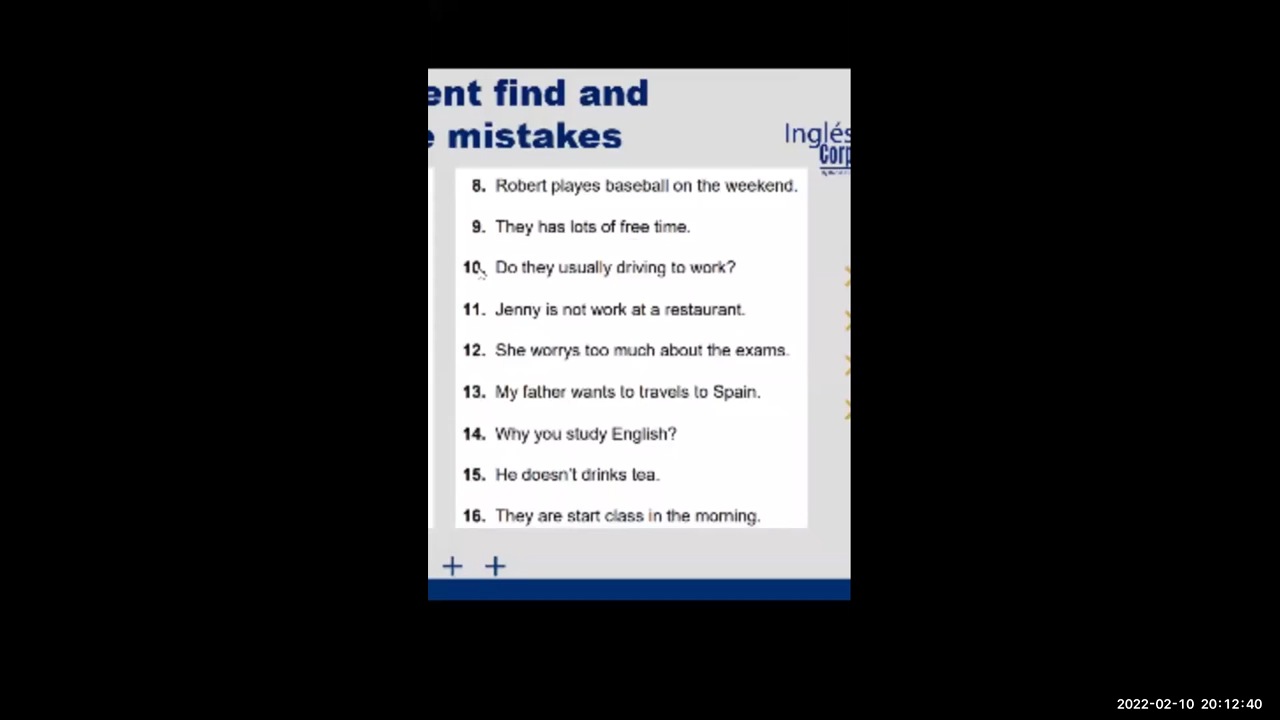 ent find and
e mistakes
Inglés
Corp
8. Robert playes baseball on the weekend.
9. They has lots of free time.
10. Do they usually driving to work?
11. Jenny is not work at a restaurant.
12. She worrys too much about the exams.
13. My father wants to travels to Spain.
14. Why you study English?
15. He doesn't drinks tea.
16. They are start class in the morning.
2022-02-10 20:12:40